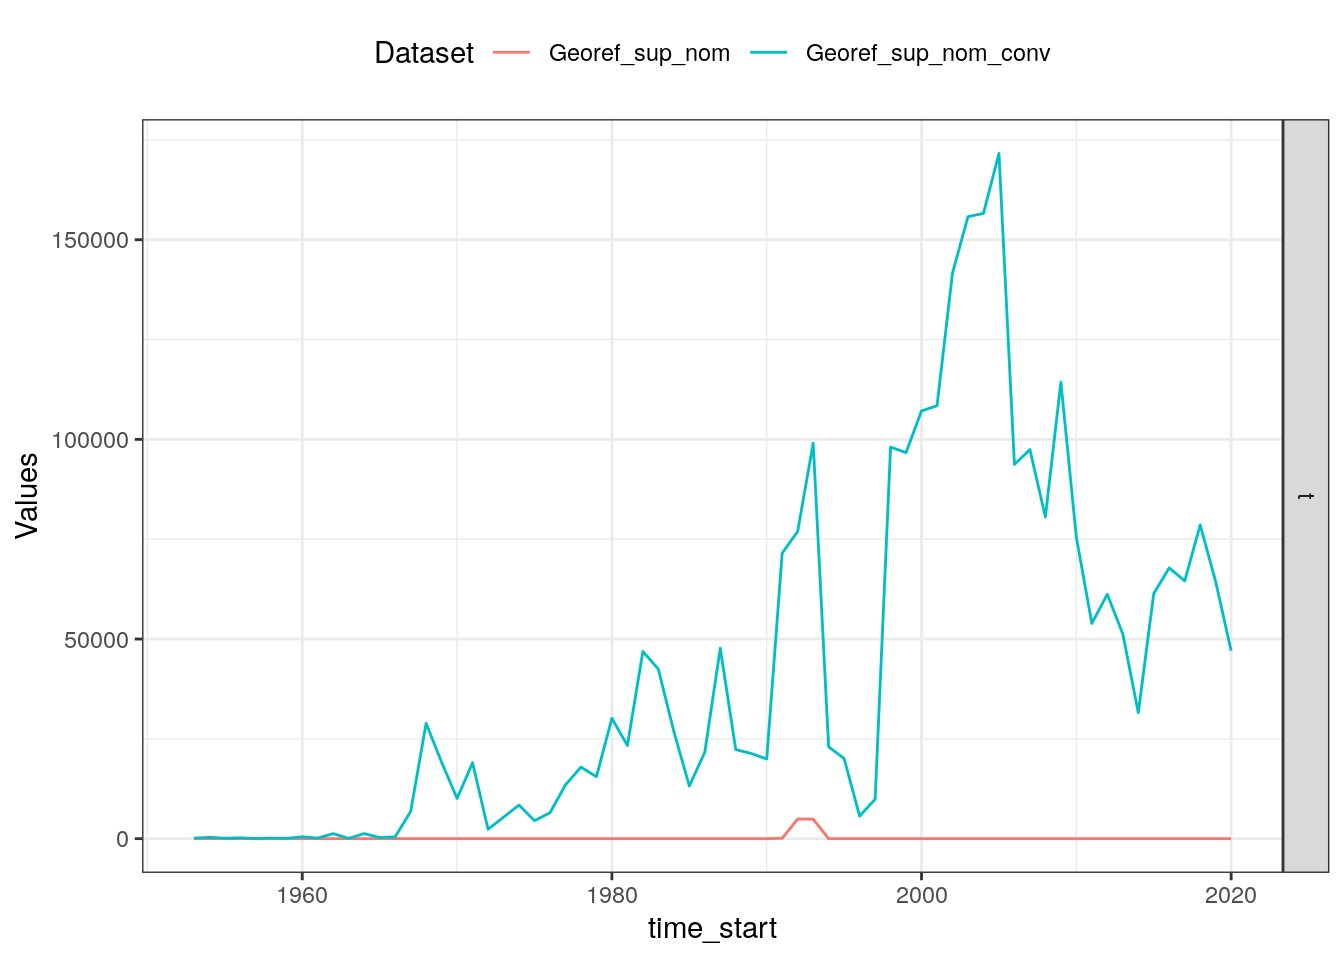 Dataset Georef_sup_nom Georef_sup_nom_conv
150000
100000
50000
0
Values
t
1960 1980 2000 2020
time_start